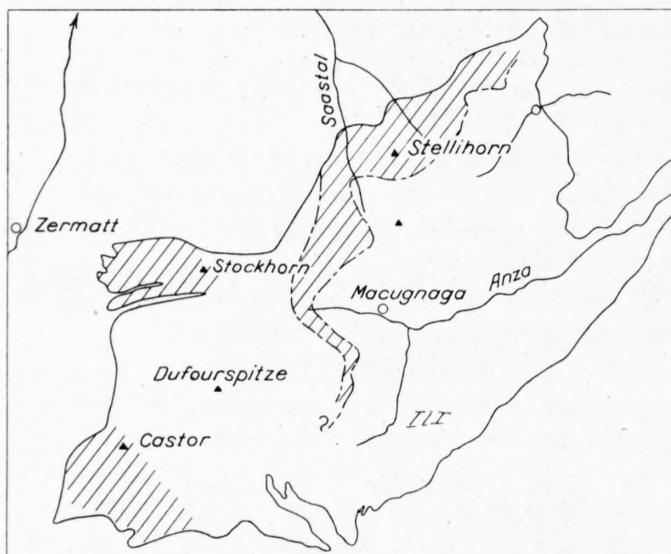 Saastal
Stellihorn
Zermatt
Stockhorn
Anza
Macugnaga
Dufourspitze
ILI
?
Castor